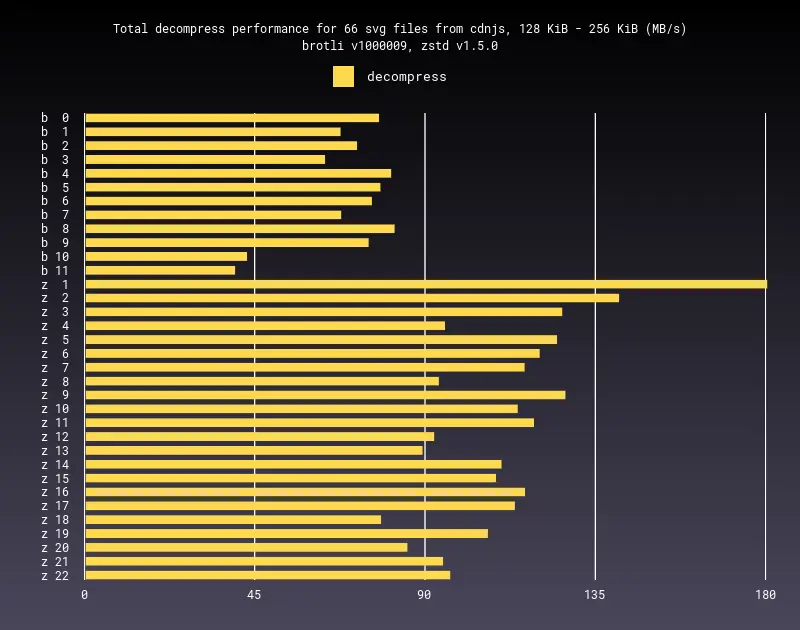 Total decompress performance for 66 svg files from cdnjs, 128 KiB - 256 KiB (MB/s)
brotli v1000009, zstd v1.5.0
decompress
b 0
b 1
b 2
b 3
b 4
b 5
b 6
b 7
b 8
b 9
b 10
b 11
z 1
z 2
z 3
z 4
z 5
z 6
z 7
z 8
z 9
z 10
z 11
z 12
z 13
z 14
z 15
z 16
z 17
z 18
z 19
z 20
z 21
z 22
0 45 90 135 180